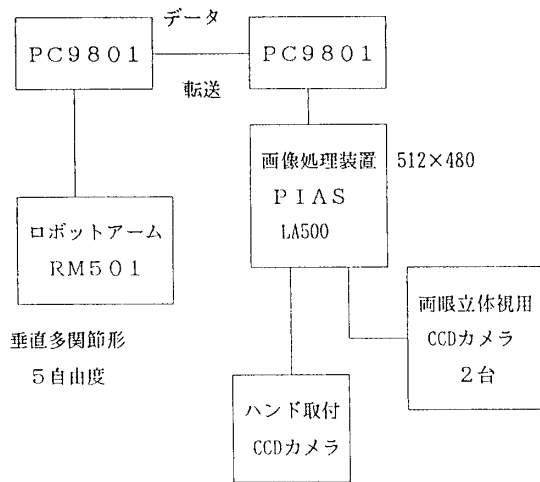 データ
ＰＣ９８０１
ＰＣ９８０１
転送
画像処理装置
ＰＩＡＳ
LA500
512×480
ロボットアーム
ＲＭ５０１
垂直多関節形
５自由度
両眼立体視用
CCDカメラ
２台
ハンド取付
CCDカメラ